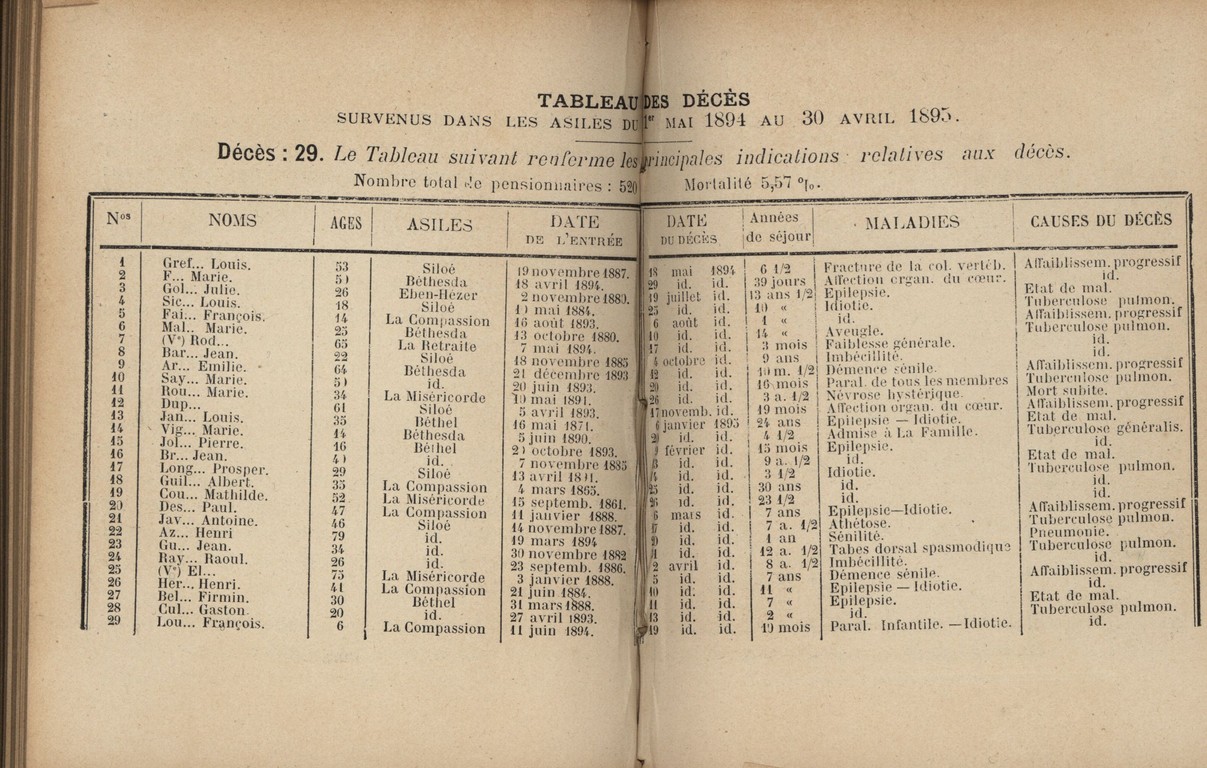 TABLEAU DES DÉCÈS
SURVENUS DANS LES ASILES DU 1er MAI 1894 AU 30 AVRIL 1895.
Décès : 29. Le Tableau suivant renferme les principales indications relatives aux décès.
Nombre total de pensionnaires : 520 Mortalité 5,57 %.
Nos NOMS AGES ASILES DATE DE L'ENTRÉE DATE DU DÉCÈS Années de séjour MALADIES CAUSES DU DÉCÈS
1 Gref... Louis. 53 Siloé 19 novembre 1887. 18 mai 1894 6 1/2 Fracture de la col. vertéb. Affaiblissem. progressif
2 F... Marie. Béthesda 18 avril 1894. 29 id. id. 39 jours Affection organ. du cœur. id.
3 Gol... Julie. 26 Eben-Hézer 2 novembre 1880. 19 juillet id. 13 ans 1/2 Epilepsie. Etat de mal.
4 Sic... Louis. 18 Siloé mai 1884. 25 id. id. 10 « Idiotie. Tuberculose pulmon.
5 Fai... François. 14 La Compassion 16 août 1893. 6 août id. 1 « id. Affaiblissem. progressif
6 Mal.. Marie. 25 Béthesda 13 octobre 1880. 10 id. id. 14 « Aveugle. Tuberculose pulmon.
7 (Ve) Rod... 65 La Retraite 7 mai 1894. 17 id. id. 3 mois Faiblesse générale. id.
8 Bar... Jean. 22 Siloé 18 novembre 1885 4 octobre id. 9 ans Imbécillité. id.
9 Ar... Emilie. 64 Béthesda 21 décembre 1893 12 id. id. 10 m. 1/2 Démence sénile. Affaiblissem. progressif
10 Say... Marie. id. 20 juin 1893. 20 id. id. 16 mois Paral. de tous les membres Tuberculose pulmon.
11 Rou... Marie. 34 La Miséricorde 10 mai 1891. 26 id. id. 3 a. 1/2 Névrose hystérique. Mort subite.
12 Dup... 61 Siloé 5 avril 1893. 17 novemb. id. 19 mois Affection organ. du cœur. Affaiblissem. progressif
13 Jan... Louis. 35 Béthel 16 mai 1871. 6 janvier 1895 24 ans Epilepsie — Idiotie. Etat de mal.
14 Vig... Marie. 14 Béthesda 5 juin 1890. id. id. 4 1/2 Admise à La Famille. Tuberculose généralis.
15 Jol... Pierre. 16 Béthel octobre 1893. 9 février id. 15 mois Epilepsie. id.
16 Br... Jean. id. 7 novembre 1885 id. id. 9 a. 1/2 id. Etat de mal.
17 Long... Prosper. 29 Siloé 13 avril id. id. 3 1/2 Idiotie. Tuberculose pulmon.
18 Guil... Albert. 35 La Compassion 4 mars 1865. 25 id. id. 30 ans id. id.
19 Cou... Mathilde. 52 La Miséricorde 15 septemb. 1861. 26 id. id. 23 1/2 id. id.
20 Des... Paul. 47 La Compassion 11 janvier 1888. 6 mars id. 7 ans Epilepsie—Idiotie. Affaiblissem. progressif
21 Jav... Antoine. 46 Siloé 14 novembre 1887. id. id. 7 a. 1/2 Athétose. Tuberculose pulmon.
22 Az... Henri 79 id. 19 mars 1894 id. id. 1 an Sénilité. Pneumonie.
23 Gu... Jean. 34 id. 30 novembre 1882 id. id. 12 a. 1/2 Tabes dorsal spasmodique Tuberculose pulmon.
24 Ray... Raoul. 26 id. 23 septemb. 1886. 2 avril id. 8 a. 1/2 Imbécillité. id.
25 (Ve) El... 75 La Miséricorde 3 janvier 1888. 5 id. id. 7 ans Démence sénile. Affaiblissem. progressif
26 Her.., Henri. 41 La Compassion 21 juin 1884. 10 id. id. 11 « Epilepsie — Idiotie. id.
27 Bel... Firmin. 30 Béthel 31 mars 1888. 11 id. id. 7 « Epilepsie. Etat de mal.
28 Cul... Gaston. 20 id. 27 avril 1893. 13 id. id. 2 « id. Tuberculose pulmon.
29 Lou... François. 6 La Compassion 11 juin 1894. 19 id. id. 19 mois Paral. Infantile. —Idiotie. id.